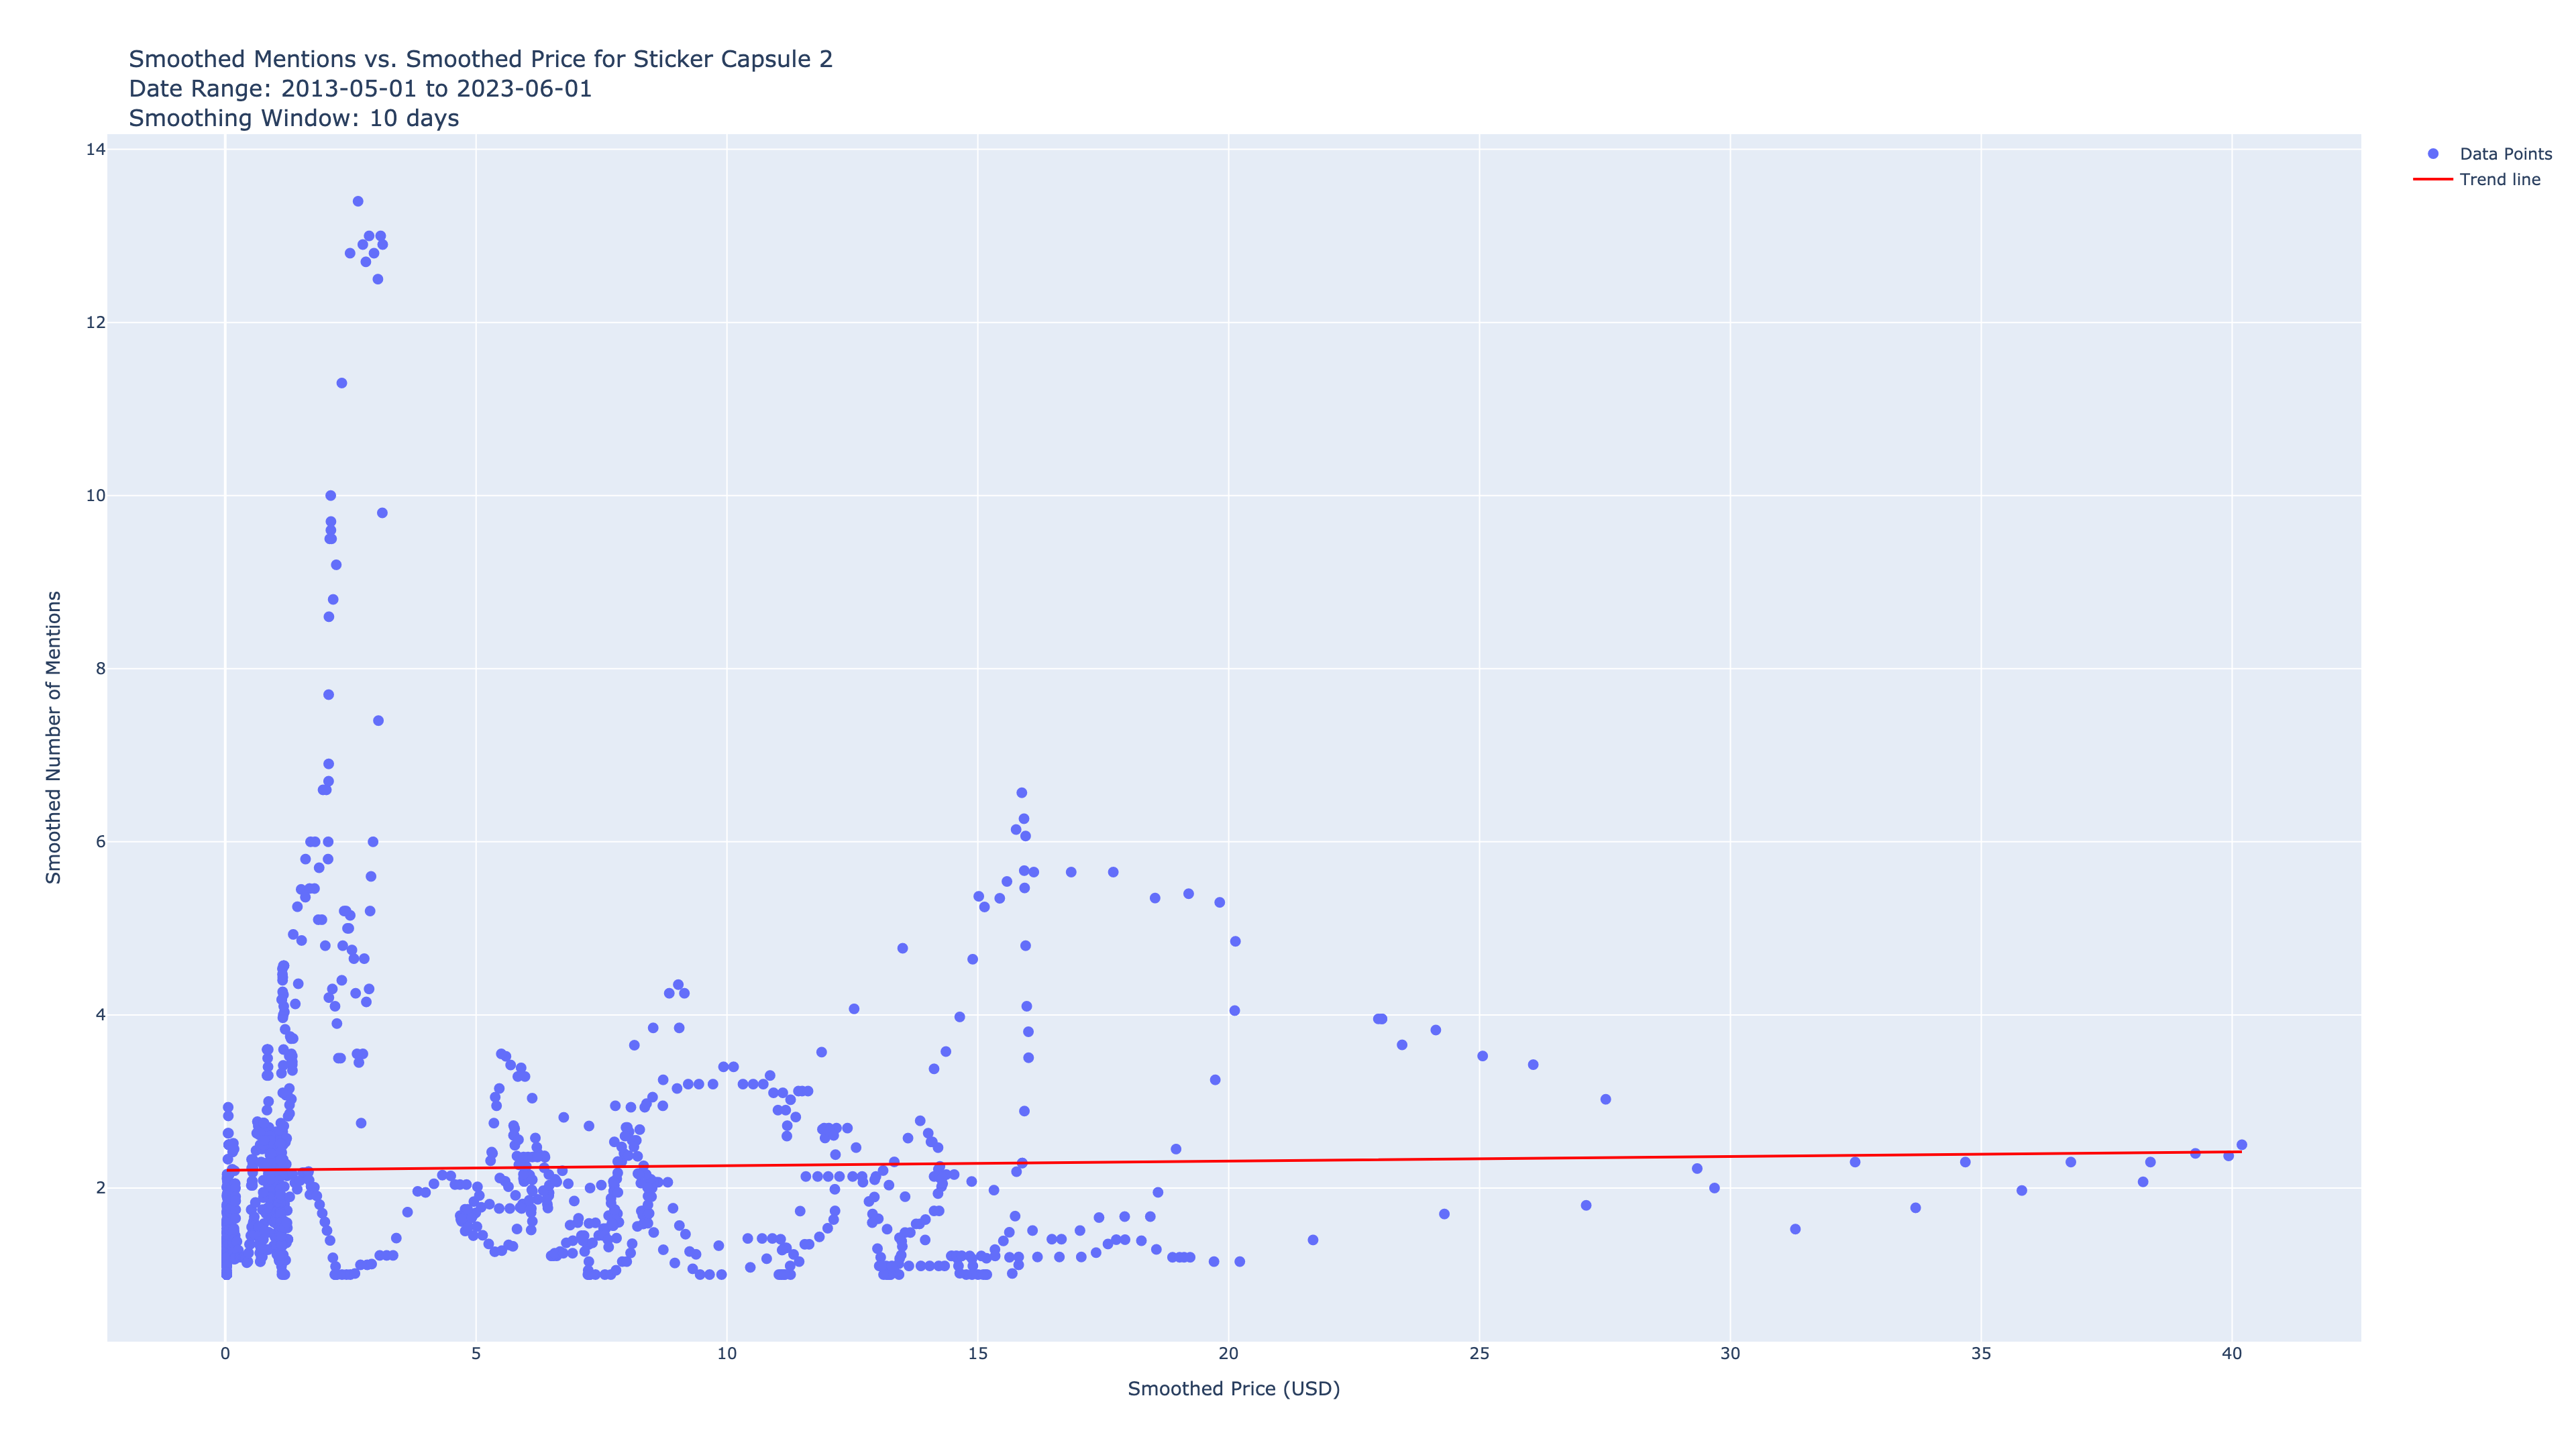 Smoothed Mentions vs. Smoothed Price for Sticker Capsule 2
Date Range: 2013-05-01 to 2023-06-01
Smoothing Window: 10 days
Data Points
Trend line
14
12
10
8
6
4
2
Smoothed Number of Mentions
0
5
10
15
20
25
30
35
40
Smoothed Price (USD)